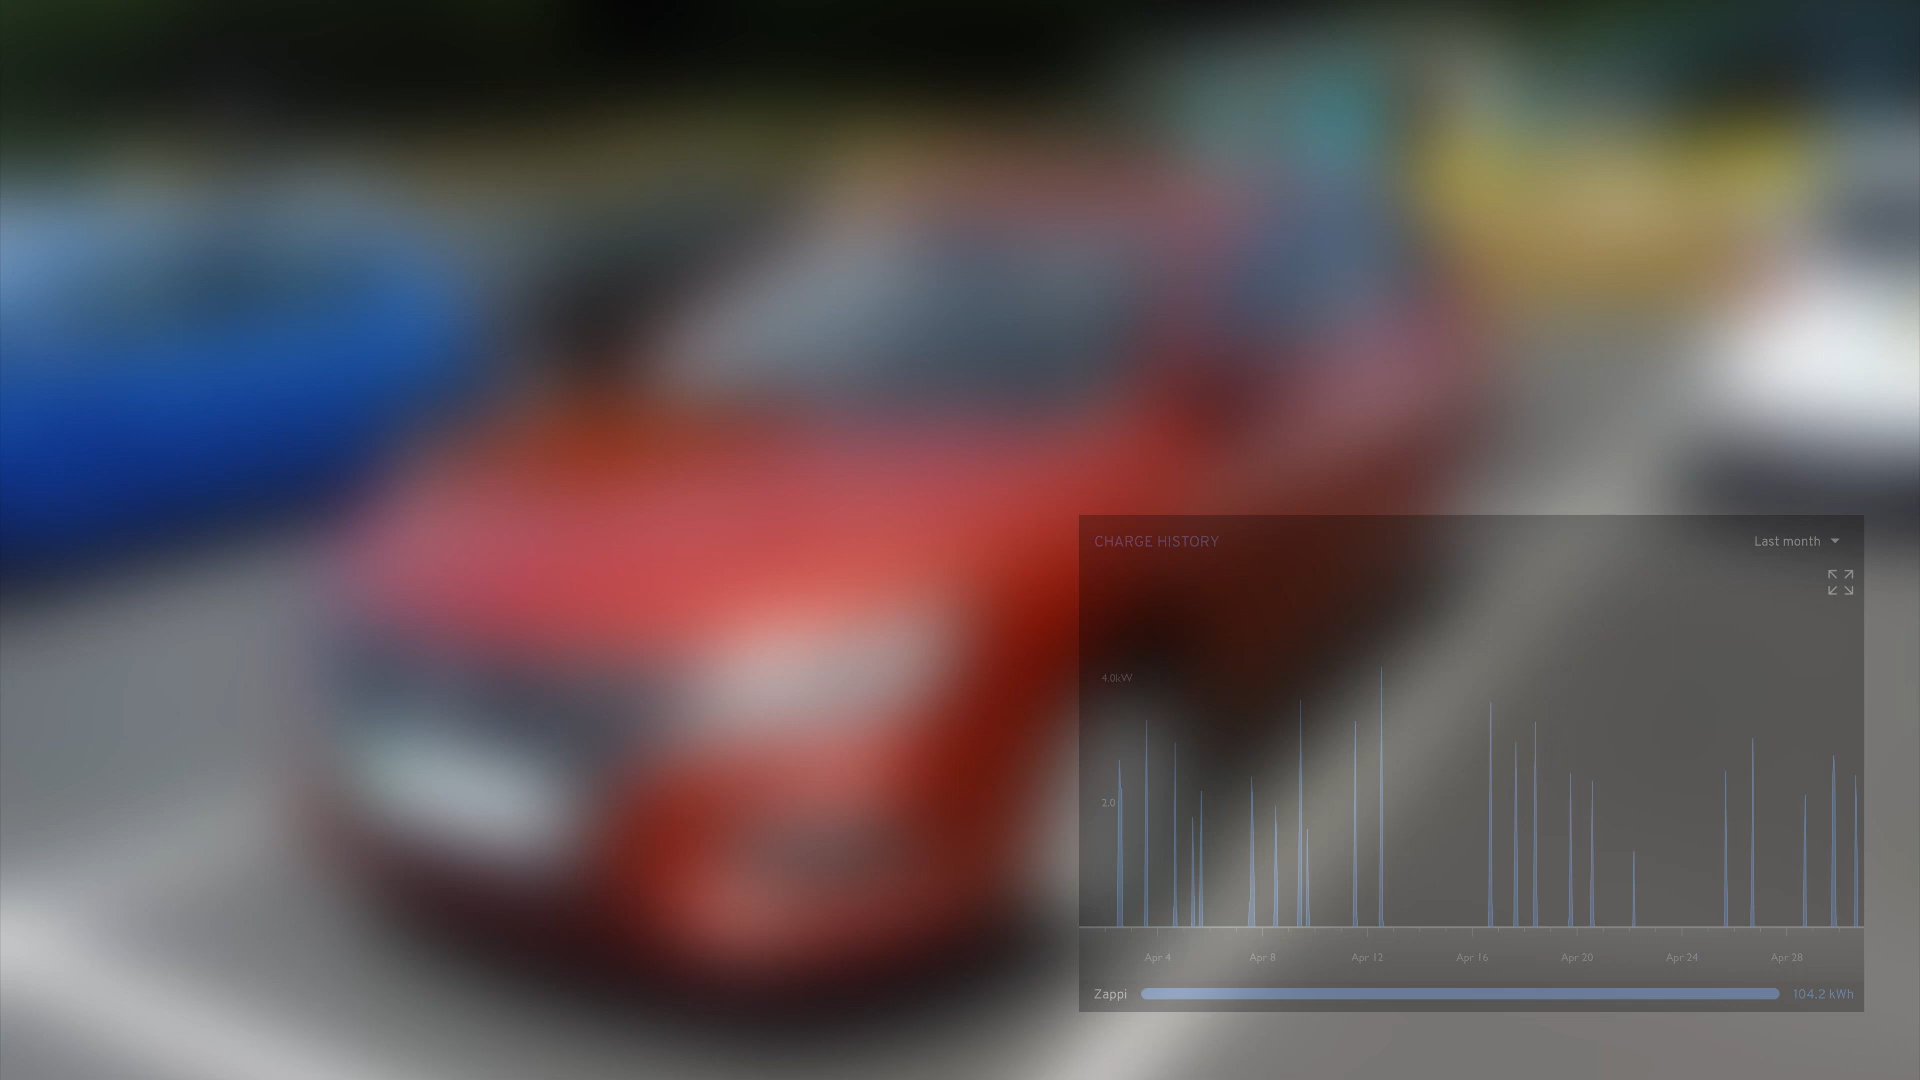 CHARGE HISTORY
Last month
4.0kW
2.0
Apr 4 Apr 8 Apr 12 Apr 16 Apr 20 Apr 24 Apr 28
Zappi 104.2 kWh